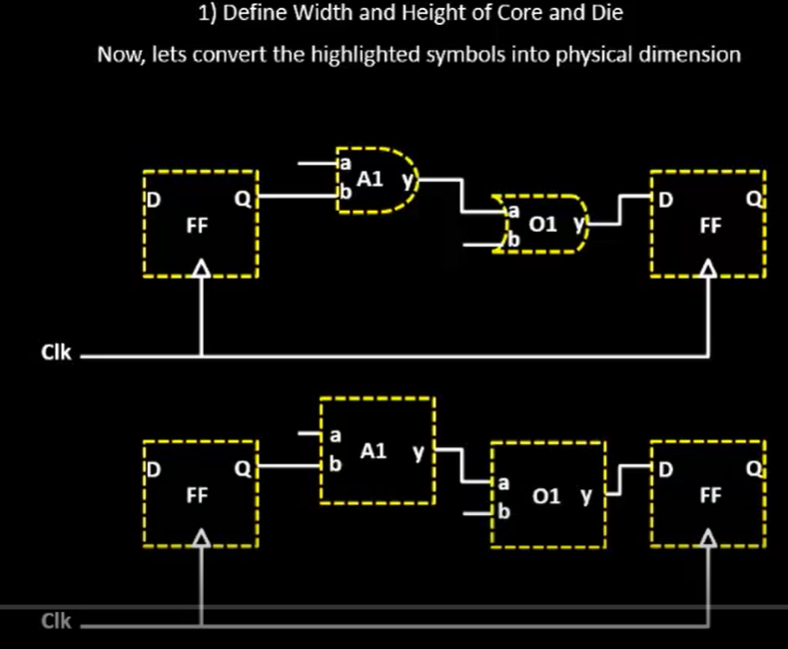 1) Define Width and Height of Core and Die
Now, lets convert the highlighted symbols into physical dimension
a
A1 y
b
D Q
FF
a
O1 y
b
D Q
FF
Clk
a
A1 y
b
D Q
FF
a
O1 y
b
D Q
FF
Clk